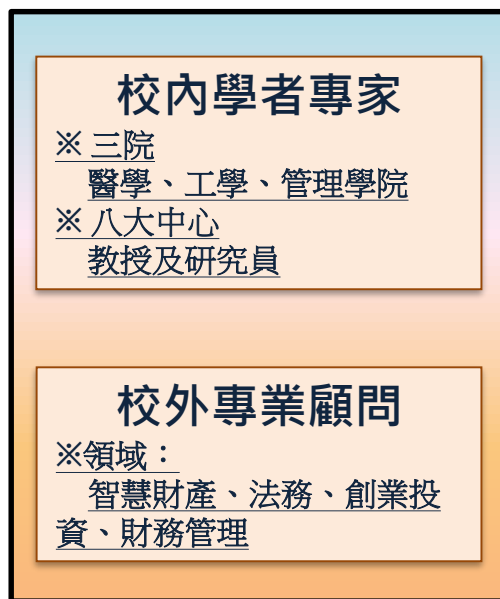 校內學者專家
※ 三院
醫學、工學、管理學院
※ 八大中心
教授及研究員
校外專業顧問
※領域：
智慧財產、法務、創業投
資、財務管理